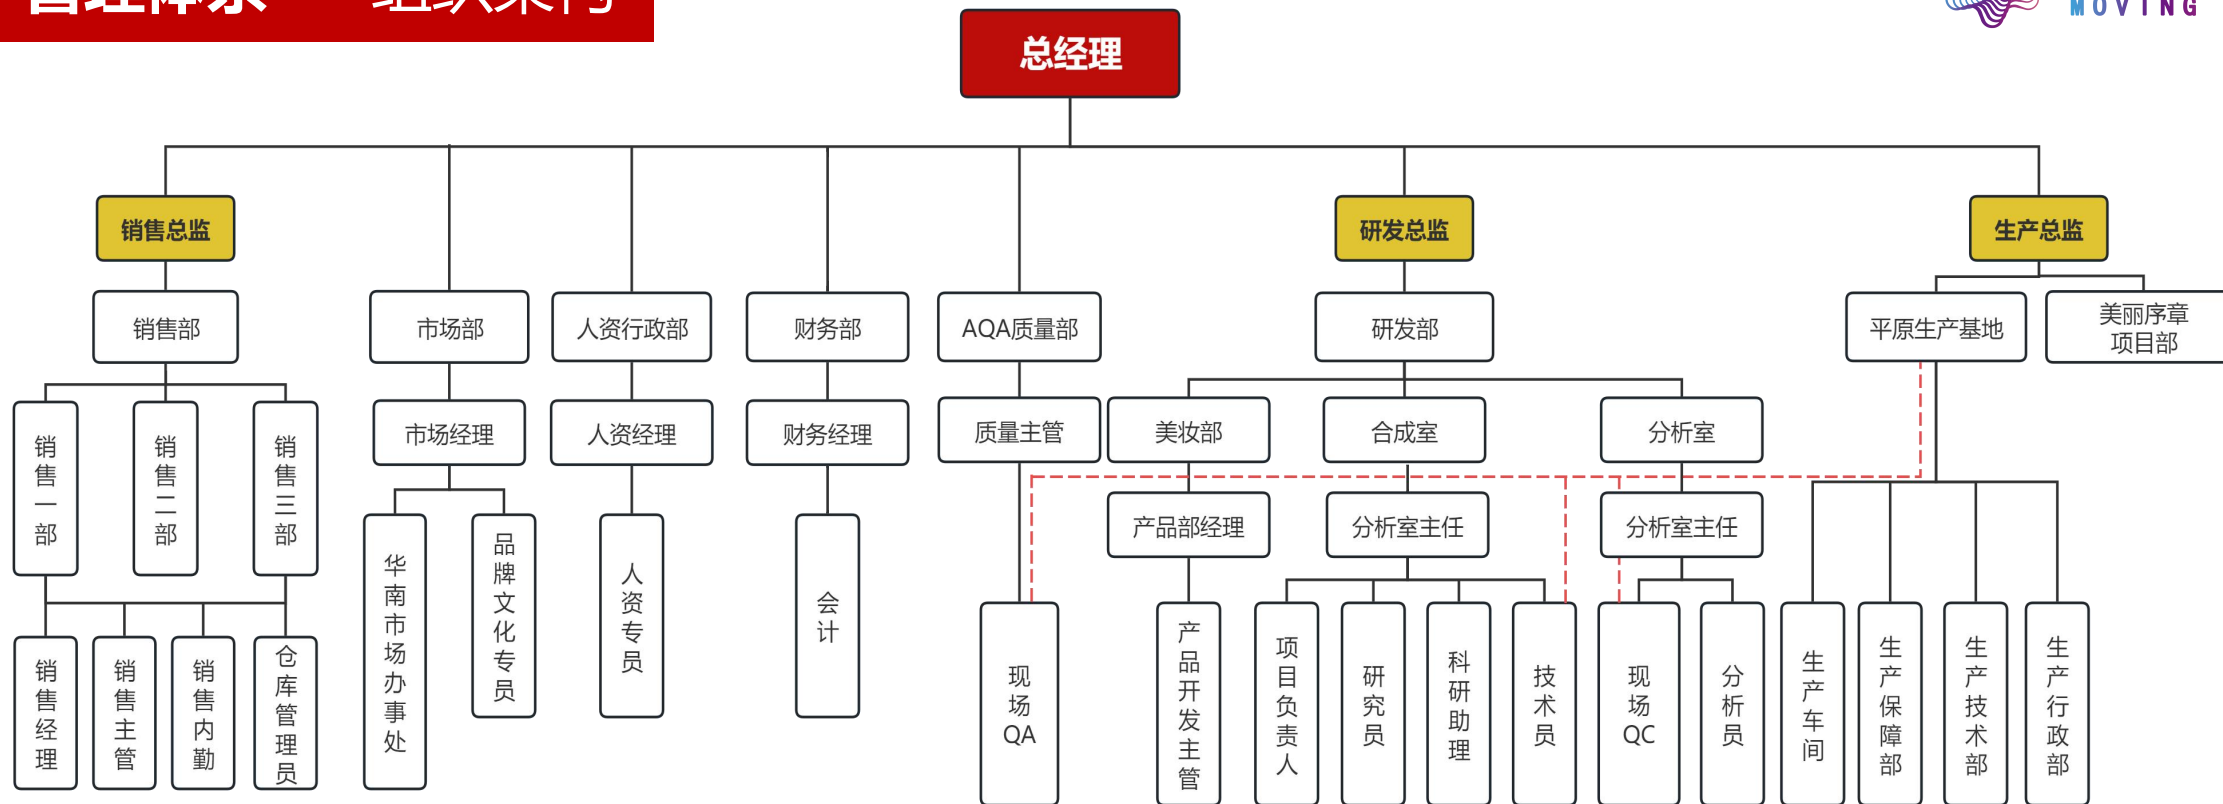 管理体系 组织架构
MOVING
总经理
销售总监
研发总监
生产总监
销售部
市场部
人资行政部
财务部
AQA质量部
研发部
平原生产基地
美丽序章
项目部
销售一部
销售二部
销售三部
市场经理
人资经理
财务经理
质量主管
美妆部
合成室
分析室
产品部经理
分析室主任
分析室主任
华南市场办事处
品牌文化专员
人资专员
会计
销售经理
销售主管
销售内勤
仓库管理员
现场QA
产品开发主管
项目负责人
研究员
科研助理
技术员
现场QC
分析员
生产车间
生产保障部
生产技术部
生产行政部